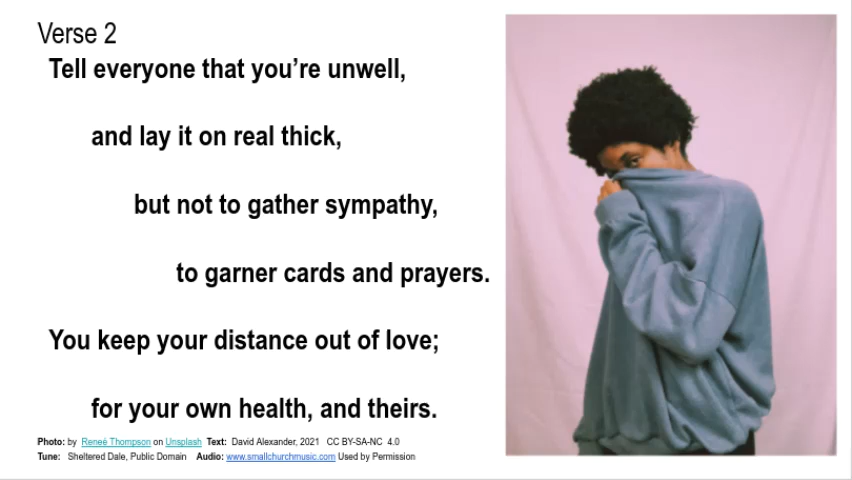 Verse 2
Tell everyone that you’re unwell,
and lay it on real thick,
but not to gather sympathy,
to garner cards and prayers.
You keep your distance out of love;
for your own health, and theirs.
Photo: by Reneé Thompson on Unsplash Text: David Alexander, 2021 CC BY-SA-NC 4.0
Tune: Sheltered Dale, Public Domain Audio: www.smallchurchmusic.com Used by Permission